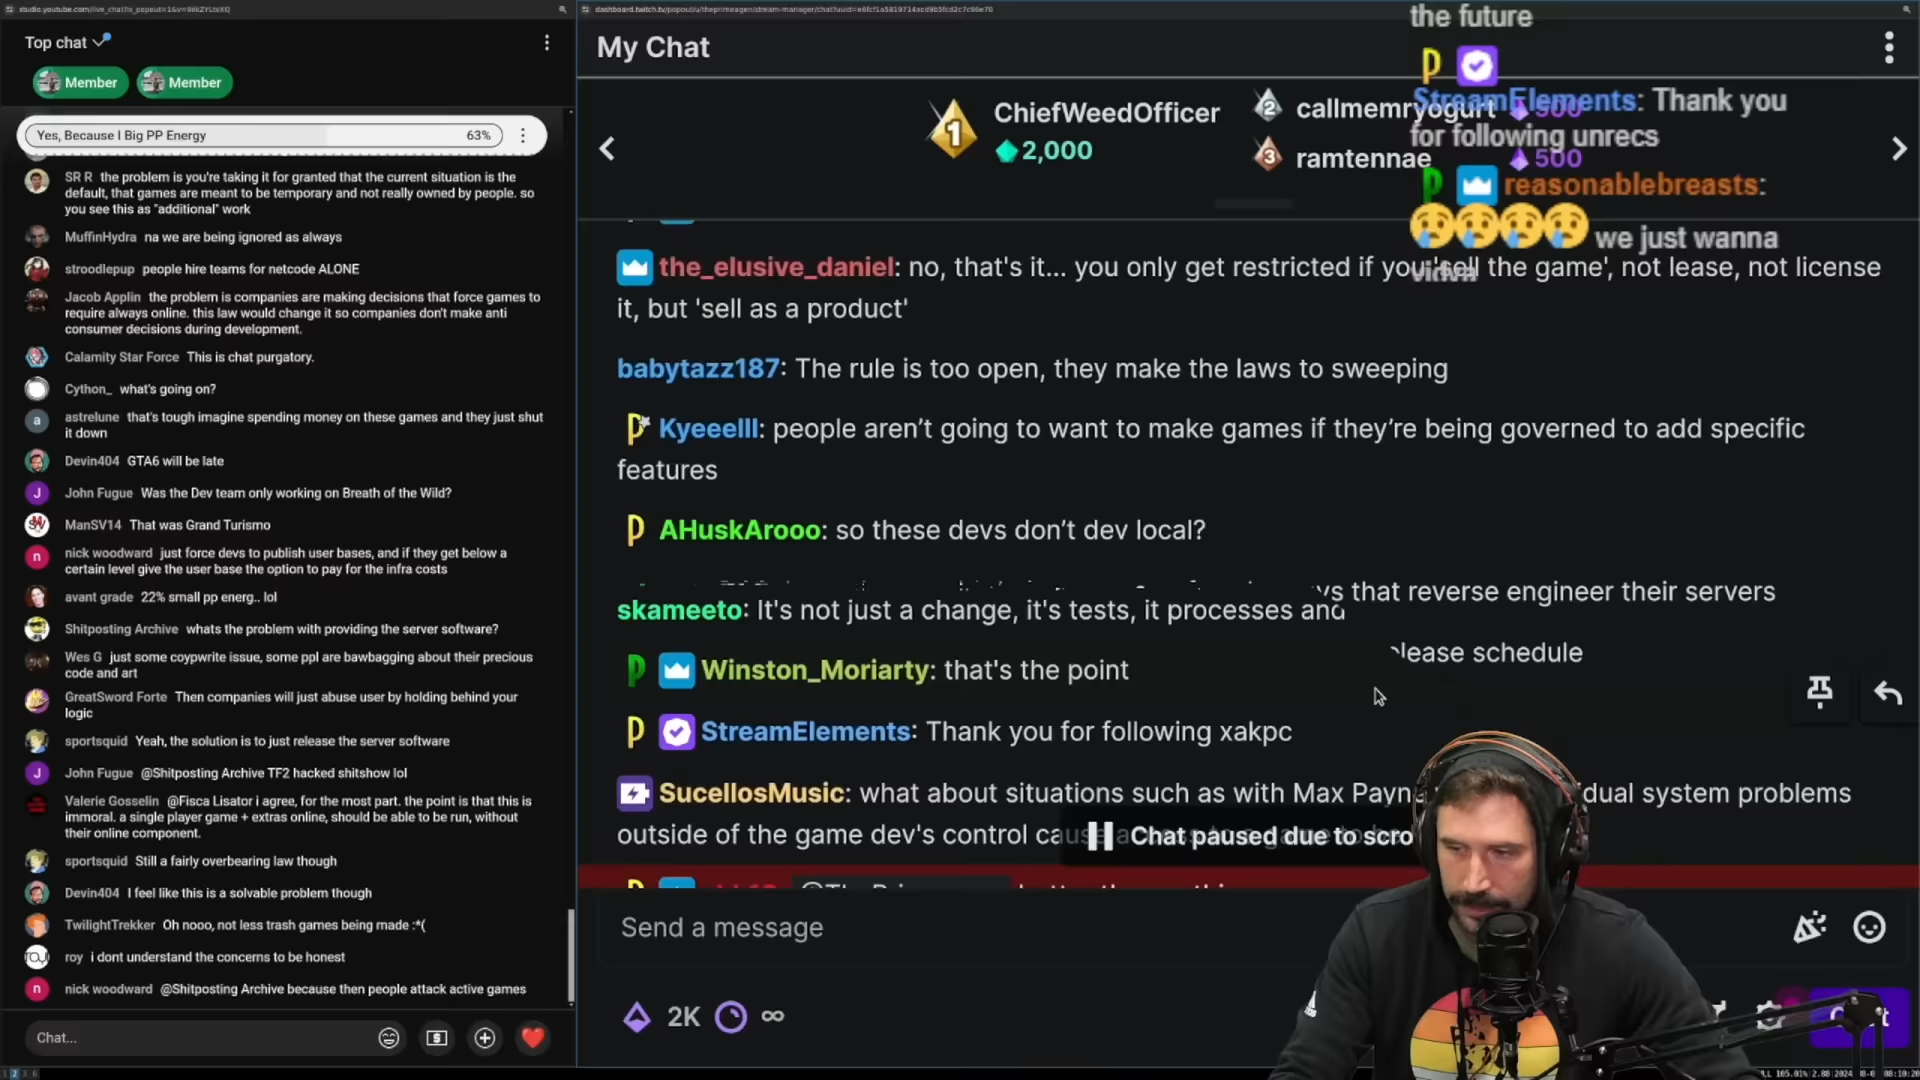 studio.youtube.com/live_chat?is_popout=1&v=
Top chat
Member
Member
Yes, Because I Big PP Energy
63%
SR R the problem is you're taking it for granted that the current situation is the
default, that games are meant to be temporary and not really owned by people. so
you see this as "additional" work
MuffinHydra na we are being ignored as always
stroodlepup people hire teams for netcode ALONE
Jacob Applin the problem is companies are making decisions that force games to
require always online. this law would change it so companies don't make anti
consumer decisions during development.
Calamity Star Force This is chat purgatory.
Cython_ what's going on?
a
astrelune that's tough imagine spending money on these games and they just shut
it down
Devin404 GTA6 will be late
J
John Fugue Was the Dev team only working on Breath of the Wild?
ManSV14 That was Grand Turismo
n
nick woodward just force devs to publish user bases, and if they get below a
certain level give the user base the option to pay for the infra costs
avant grade 22% small pp energ.. lol
Shitposting Archive whats the problem with providing the server software?
Wes G just some coypwrite issue, some ppl are bawbagging about their precious
code and art
GreatSword Forte Then companies will just abuse user by holding behind your
logic
sportsquid Yeah, the solution is to just release the server software
J
John Fugue @Shitposting Archive TF2 hacked shitshow lol
Valerie Gosselin @Fisca Lisator i agree, for the most part. the point is that this is
immoral. a single player game + extras online, should be able to be run, without
their online component.
sportsquid Still a fairly overbearing law though
Devin404 I feel like this is a solvable problem though
TwilightTrekker Oh nooo, not less trash games being made :*(
roy i dont understand the concerns to be honest
n
nick woodward @Shitposting Archive because then people attack active games
Chat...
My Chat
1
ChiefWeedOfficer
2,000
2
callmemryogurt
500
3
ramtennae
500
the future
StreamElements: Thank you
for following unrecs
reasonablebreasts:
we just wanna
the_elusive_daniel: no, that's it... you only get restricted if you 'sell the game', not lease, not license
it, but 'sell as a product'
babytazz187: The rule is too open, they make the laws to sweeping
Kyeeelll: people aren't going to want to make games if they're being governed to add specific
features
AHuskArooo: so these devs don't dev local?
that reverse engineer their servers
skameeto: It's not just a change, it's tests, it processes and
schedule
Winston_Moriarty: that's the point
StreamElements: Thank you for following xakpc
SucellosMusic: what about situations such as with Max system problems
outside of the game dev's control
Chat paused due to
Send a message
2K
∞